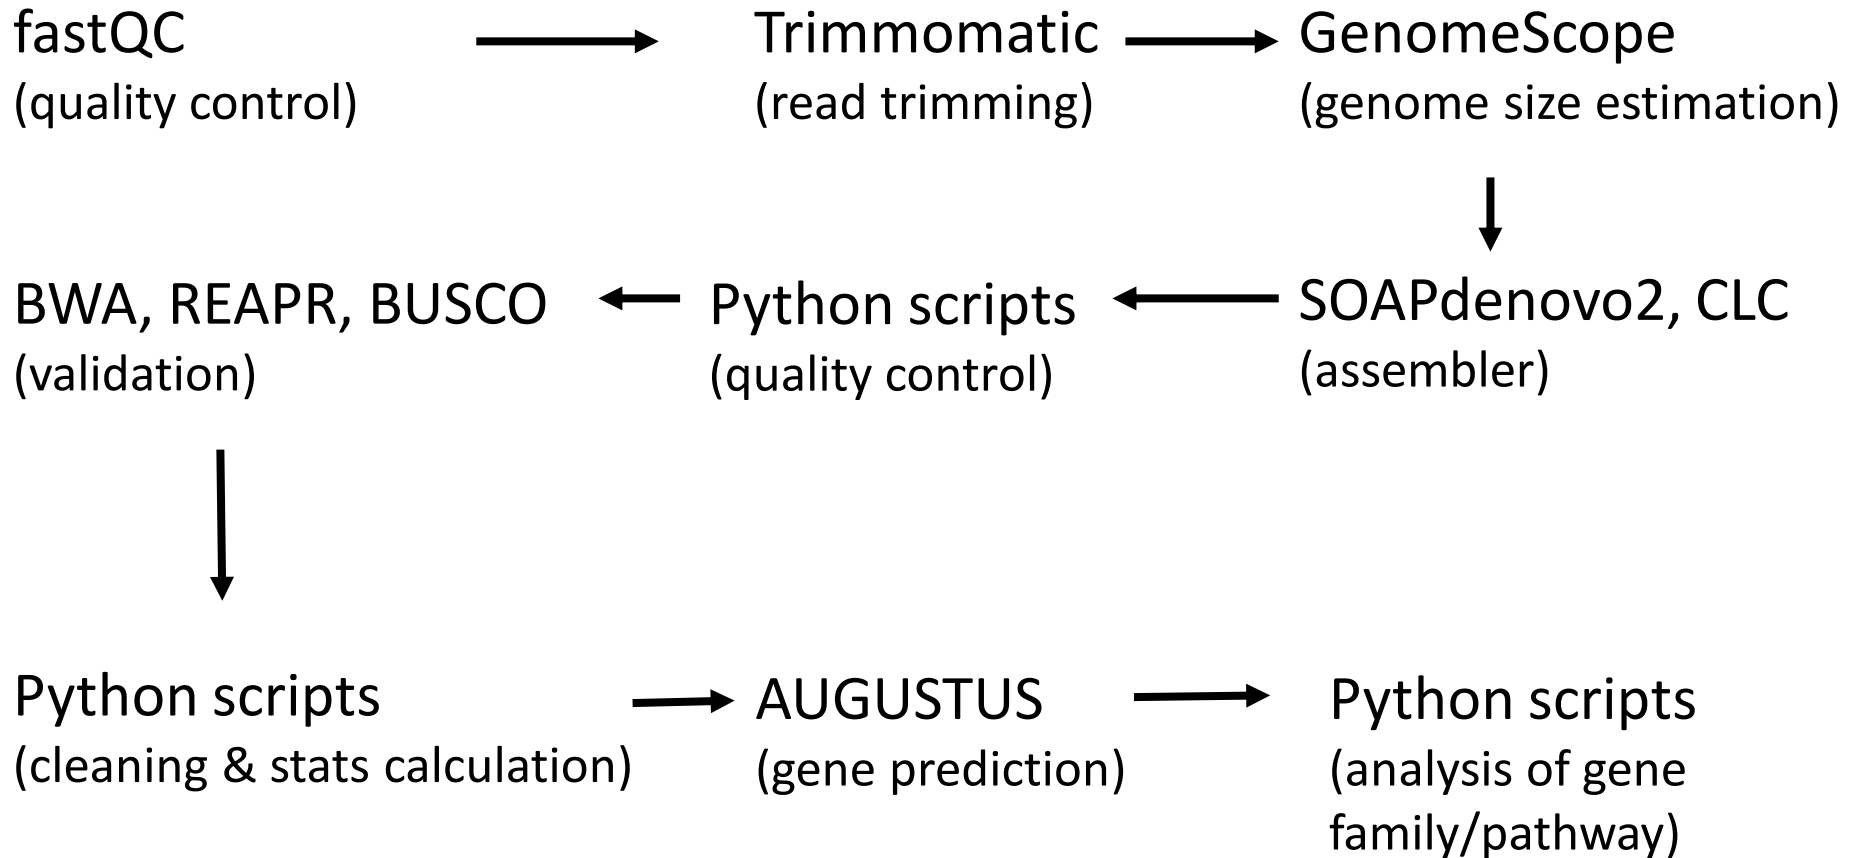 fastQC
(quality control)
Trimmomatic
(read trimming)
GenomeScope
(genome size estimation)
BWA, REAPR, BUSCO
(validation)
Python scripts
(quality control)
SOAPdenovo2, CLC
(assembler)
Python scripts
(cleaning & stats calculation)
AUGUSTUS
(gene prediction)
Python scripts
(analysis of gene
family/pathway)